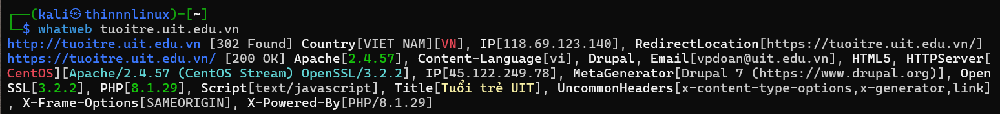 ┌──(kali㉿thinnnlinux)-[~]
└─$ whatweb tuoitre.uit.edu.vn
http://tuoitre.uit.edu.vn [302 Found] Country[VIET NAM][VN], IP[118.69.123.140], RedirectLocation[https://tuoitre.uit.edu.vn/]
https://tuoitre.uit.edu.vn/ [200 OK] Apache[2.4.57], Content-Language[vi], Drupal, Email[vpdoan@uit.edu.vn], HTML5, HTTPServer[
CentOS][Apache/2.4.57 (CentOS Stream) OpenSSL/3.2.2], IP[45.122.249.78], MetaGenerator[Drupal 7 (https://www.drupal.org)], Open
SSL[3.2.2], PHP[8.1.29], Script[text/javascript], Title[Tuổi trẻ UIT], UncommonHeaders[x-content-type-options,x-generator,link]
, X-Frame-Options[SAMEORIGIN], X-Powered-By[PHP/8.1.29]